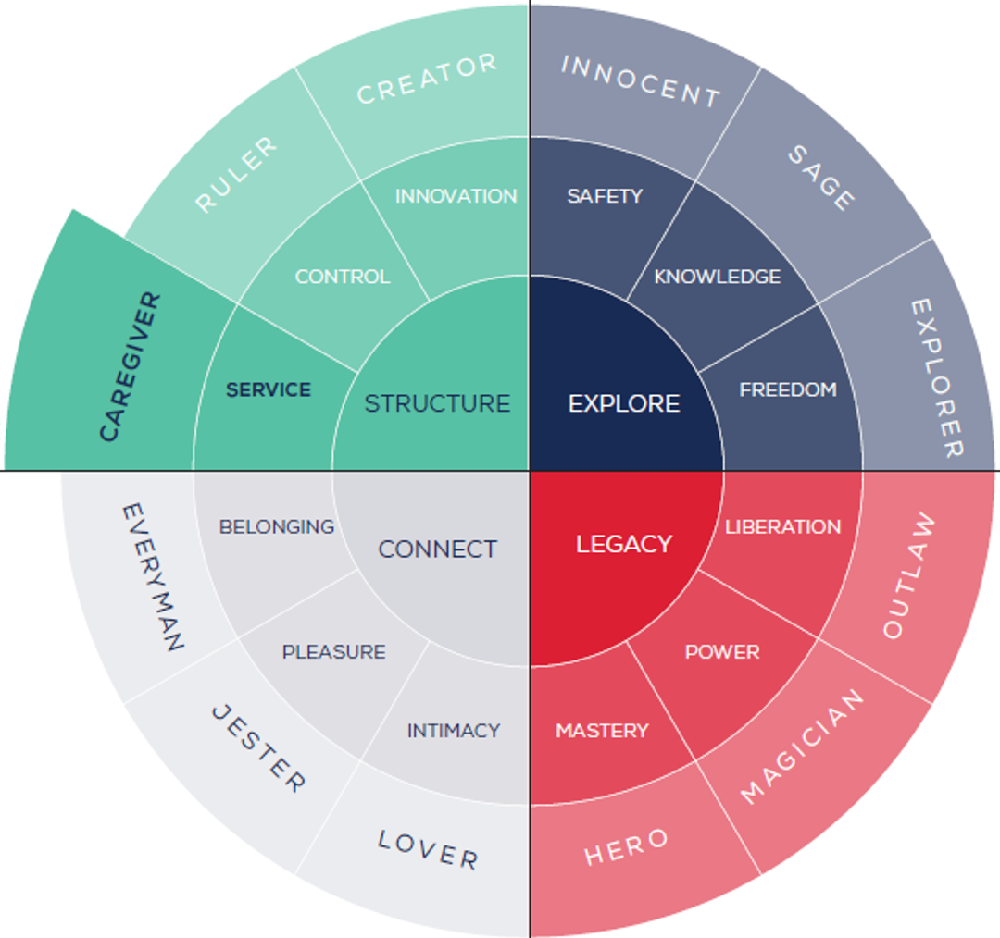 CREATOR
INNOCENT
RULER
SAGE
INNOVATION
SAFETY
CONTROL
KNOWLEDGE
CAREGIVER
EXPLORER
SERVICE
FREEDOM
STRUCTURE
EXPLORE
EVERYMAN
BELONGING
CONNECT
LEGACY
LIBERATION
OUTLAW
PLEASURE
POWER
JESTER
INTIMACY
MASTERY
MAGICIAN
LOVER
HERO